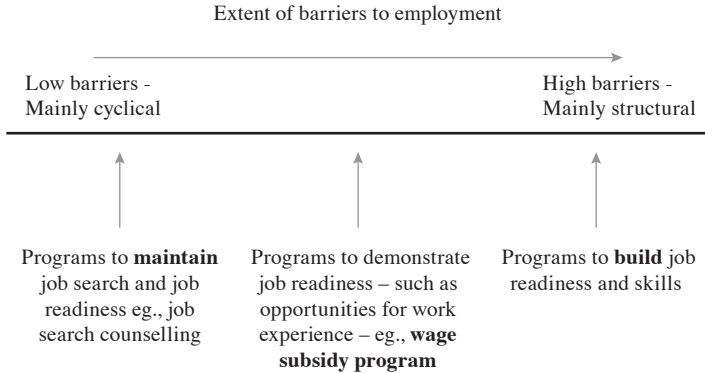 Extent of barriers to employment
Low barriers -
Mainly cyclical
High barriers -
Mainly structural
Programs to maintain
job search and job
readiness eg., job
search counselling
Programs to demonstrate
job readiness – such as
opportunities for work
experience – eg., wage
subsidy program
Programs to build job
readiness and skills